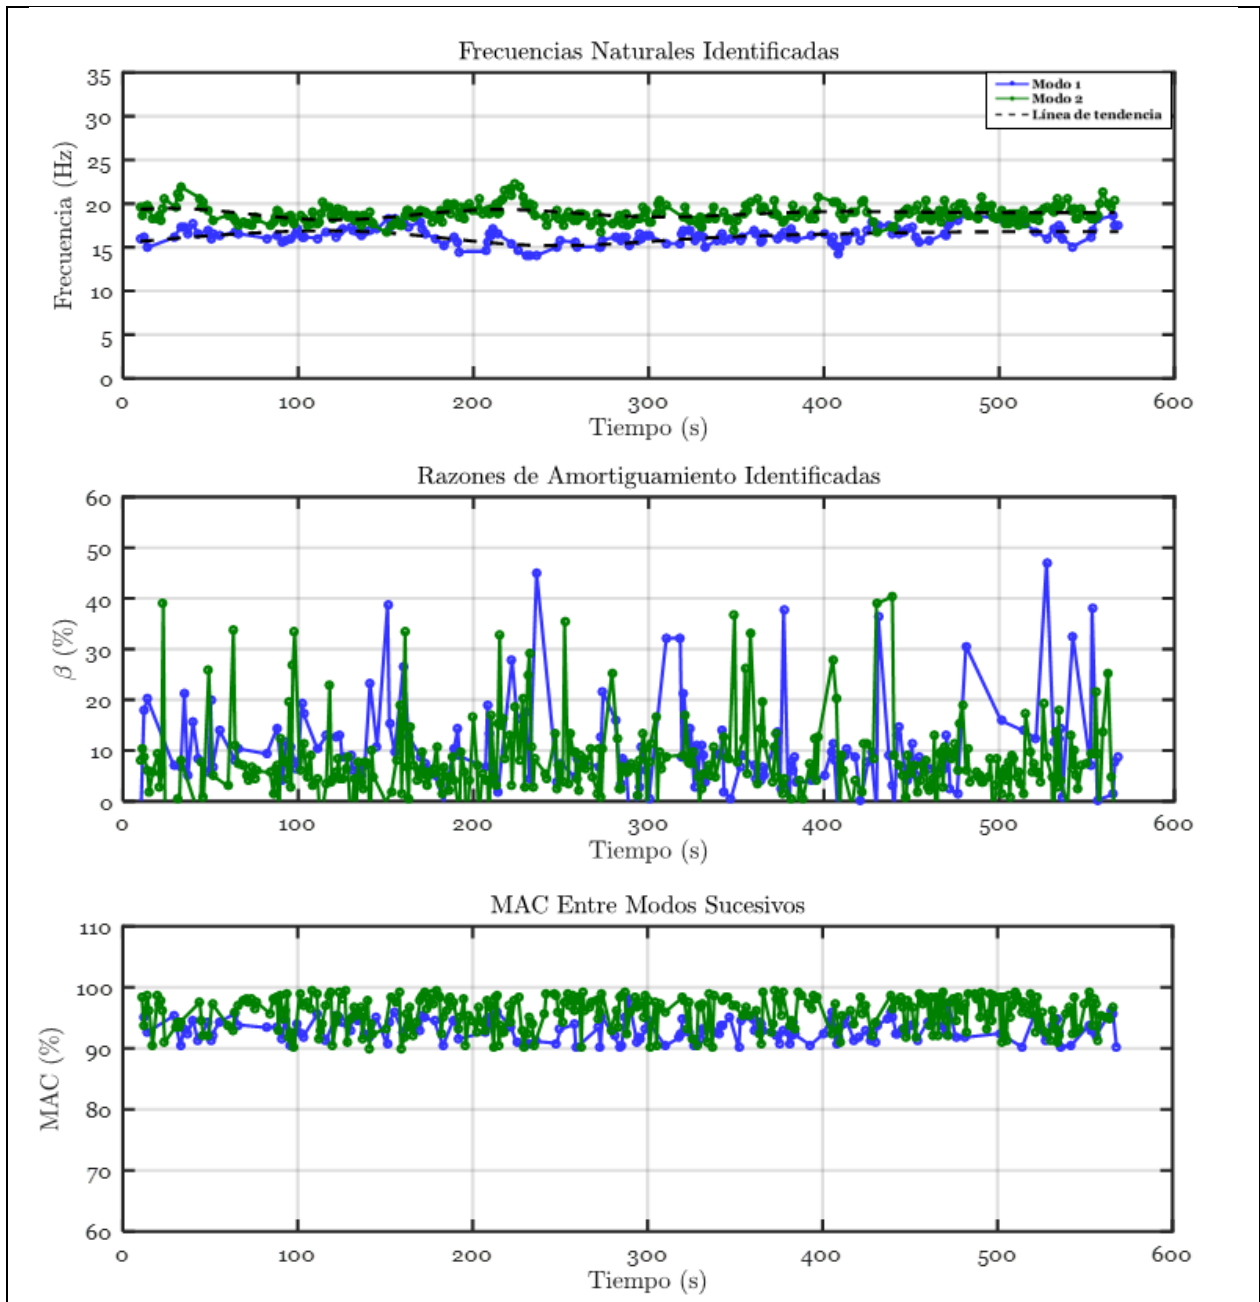 Frecuencias Naturales Identificadas
Frecuencia (Hz)
35
30
25
20
15
10
5
0
Modo 1
Modo 2
Línea de tendencia
0 100 200 300 400 500 600
Tiempo (s)
Razones de Amortiguamiento Identificadas
β (%)
60
50
40
30
20
10
0
0 100 200 300 400 500 600
Tiempo (s)
MAC Entre Modos Sucesivos
MAC (%)
110
100
90
80
70
60
0 100 200 300 400 500 600
Tiempo (s)